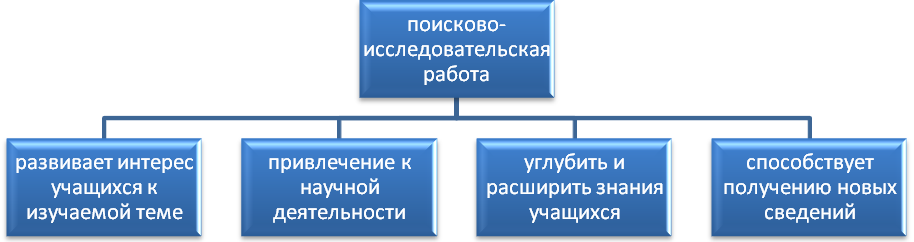 поисково-
исследовательская
работа
развивает интерес
учащихся к
изучаемой теме
привлечение к
научной
деятельности
углубить и
расширить знания
учащихся
способствует
получению новых
сведений